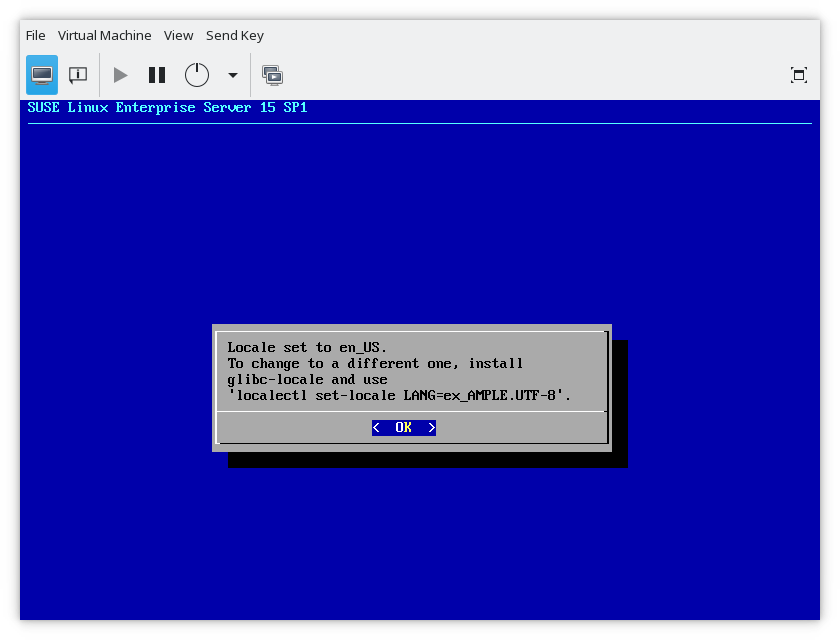 File Virtual Machine View Send Key
SUSE Linux Enterprise Server 15 SP1
Locale set to en_US.
To change to a different one, install
glibc-locale and use
'localectl set-locale LANG=ex_AMPLE.UTF-8'.
< OK >